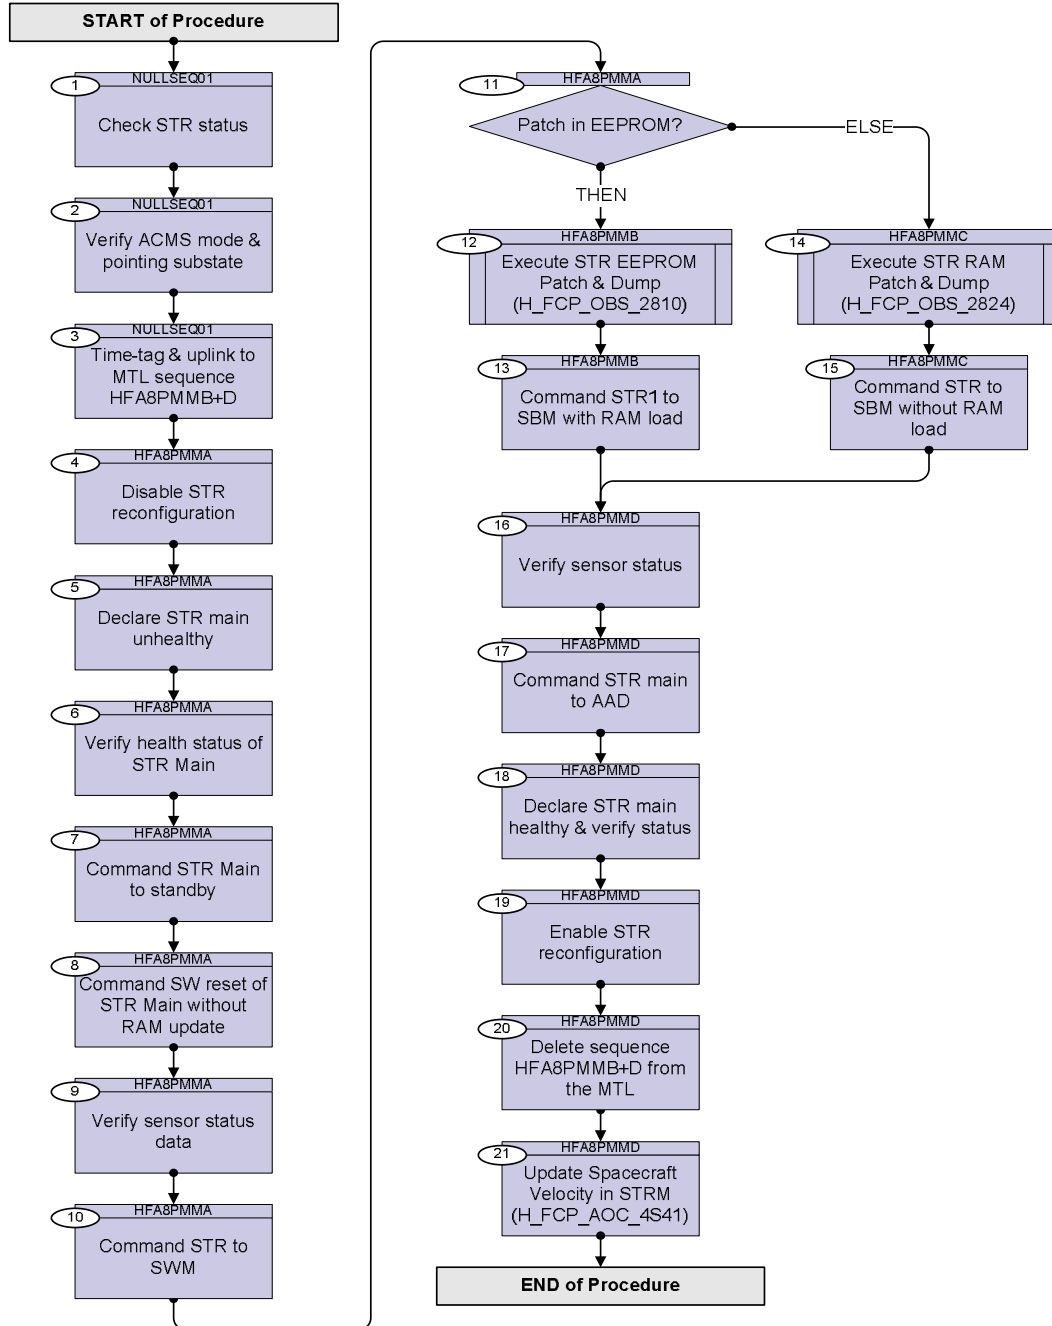 START of Procedure
NULLSEQ01
1
Check STR status
NULLSEQ01
2
Verify ACMS mode &
pointing substate
NULLSEQ01
3
Time-tag & uplink to
MTL sequence
HFA8PMMB+D
HFA8PMMA
4
Disable STR
reconfiguration
HFA8PMMA
5
Declare STR main
unhealthy
HFA8PMMA
6
Verify health status of
STR Main
HFA8PMMA
7
Command STR Main
to standby
HFA8PMMA
8
Command SW reset of
STR Main without
RAM update
HFA8PMMA
9
Verify sensor status
data
HFA8PMMA
10
Command STR to
SWM
HFA8PMMA
11
Patch in EEPROM?
ELSE
THEN
HFA8PMMB
12
Execute STR EEPROM
Patch & Dump
(H_FCP_OBS_2810)
HFA8PMMB
13
Command STR1 to
SBM with RAM load
HFA8PMMC
14
Execute STR RAM
Patch & Dump
(H_FCP_OBS_2824)
HFA8PMMC
15
Command STR to
SBM without RAM
load
HFA8PMMD
16
Verify sensor status
HFA8PMMD
17
Command STR main
to AAD
HFA8PMMD
18
Declare STR main
healthy & verify status
HFA8PMMD
19
Enable STR
reconfiguration
HFA8PMMD
20
Delete sequence
HFA8PMMB+D from
the MTL
HFA8PMMD
21
Update Spacecraft
Velocity in STRM
(H_FCP_AOC_4S41)
END of Procedure